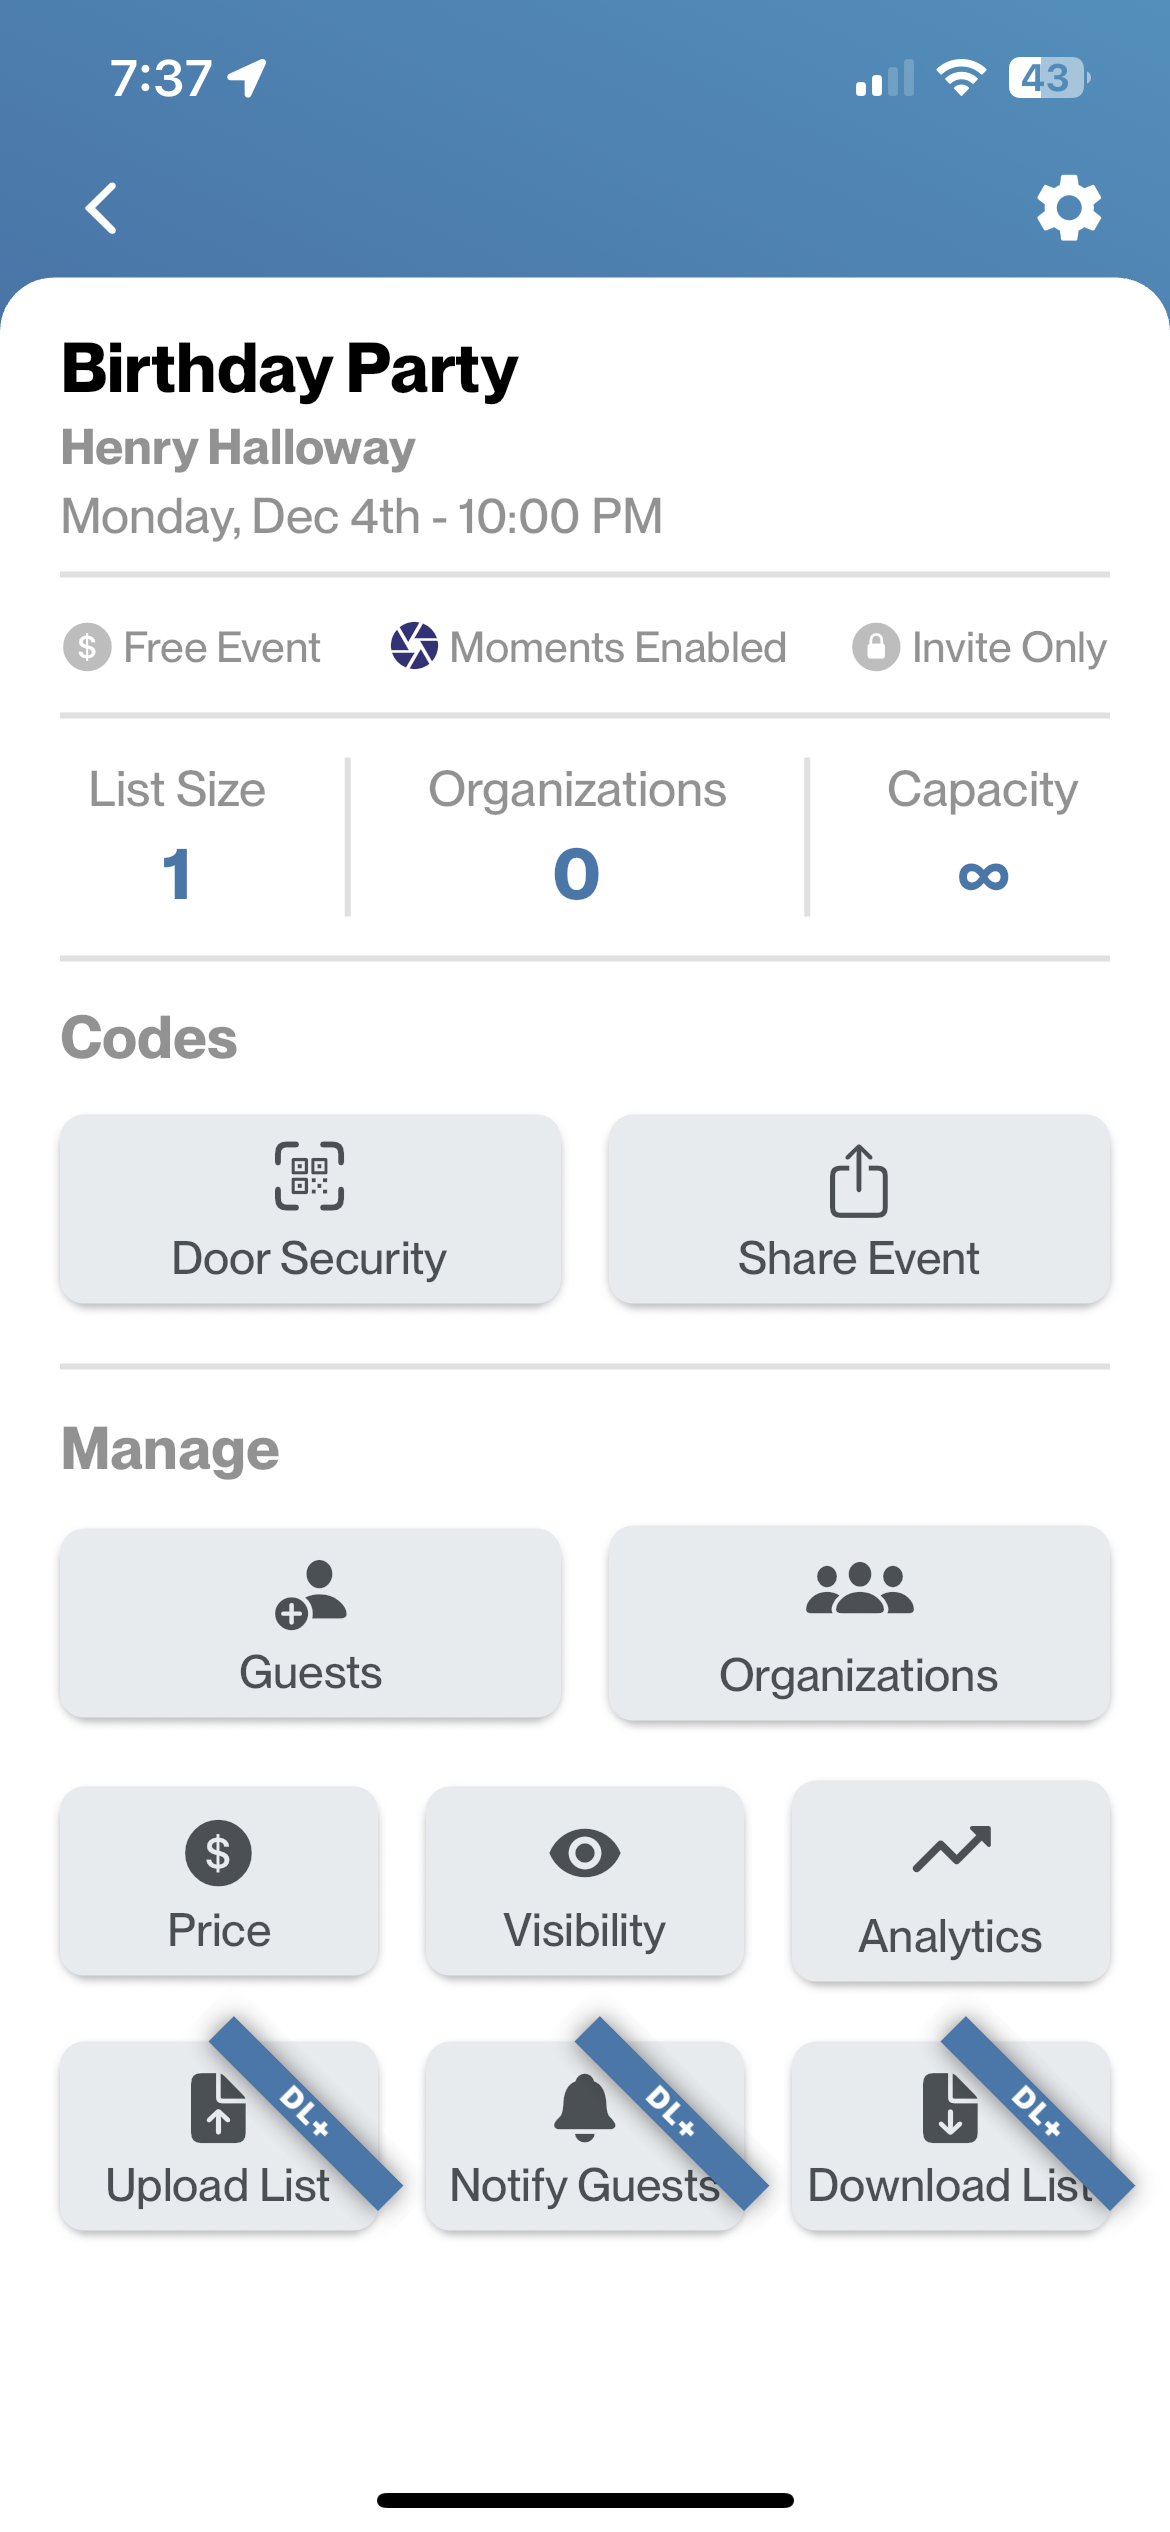 7:37
43
Birthday Party
Henry Halloway
Monday, Dec 4th - 10:00 PM
$ Free Event Moments Enabled Invite Only
List Size Organizations Capacity
1 0 ∞
Codes
Door Security Share Event
Manage
Guests Organizations
$
Price Visibility Analytics
DL+ DL+ DL+
Upload List Notify Guests Download List